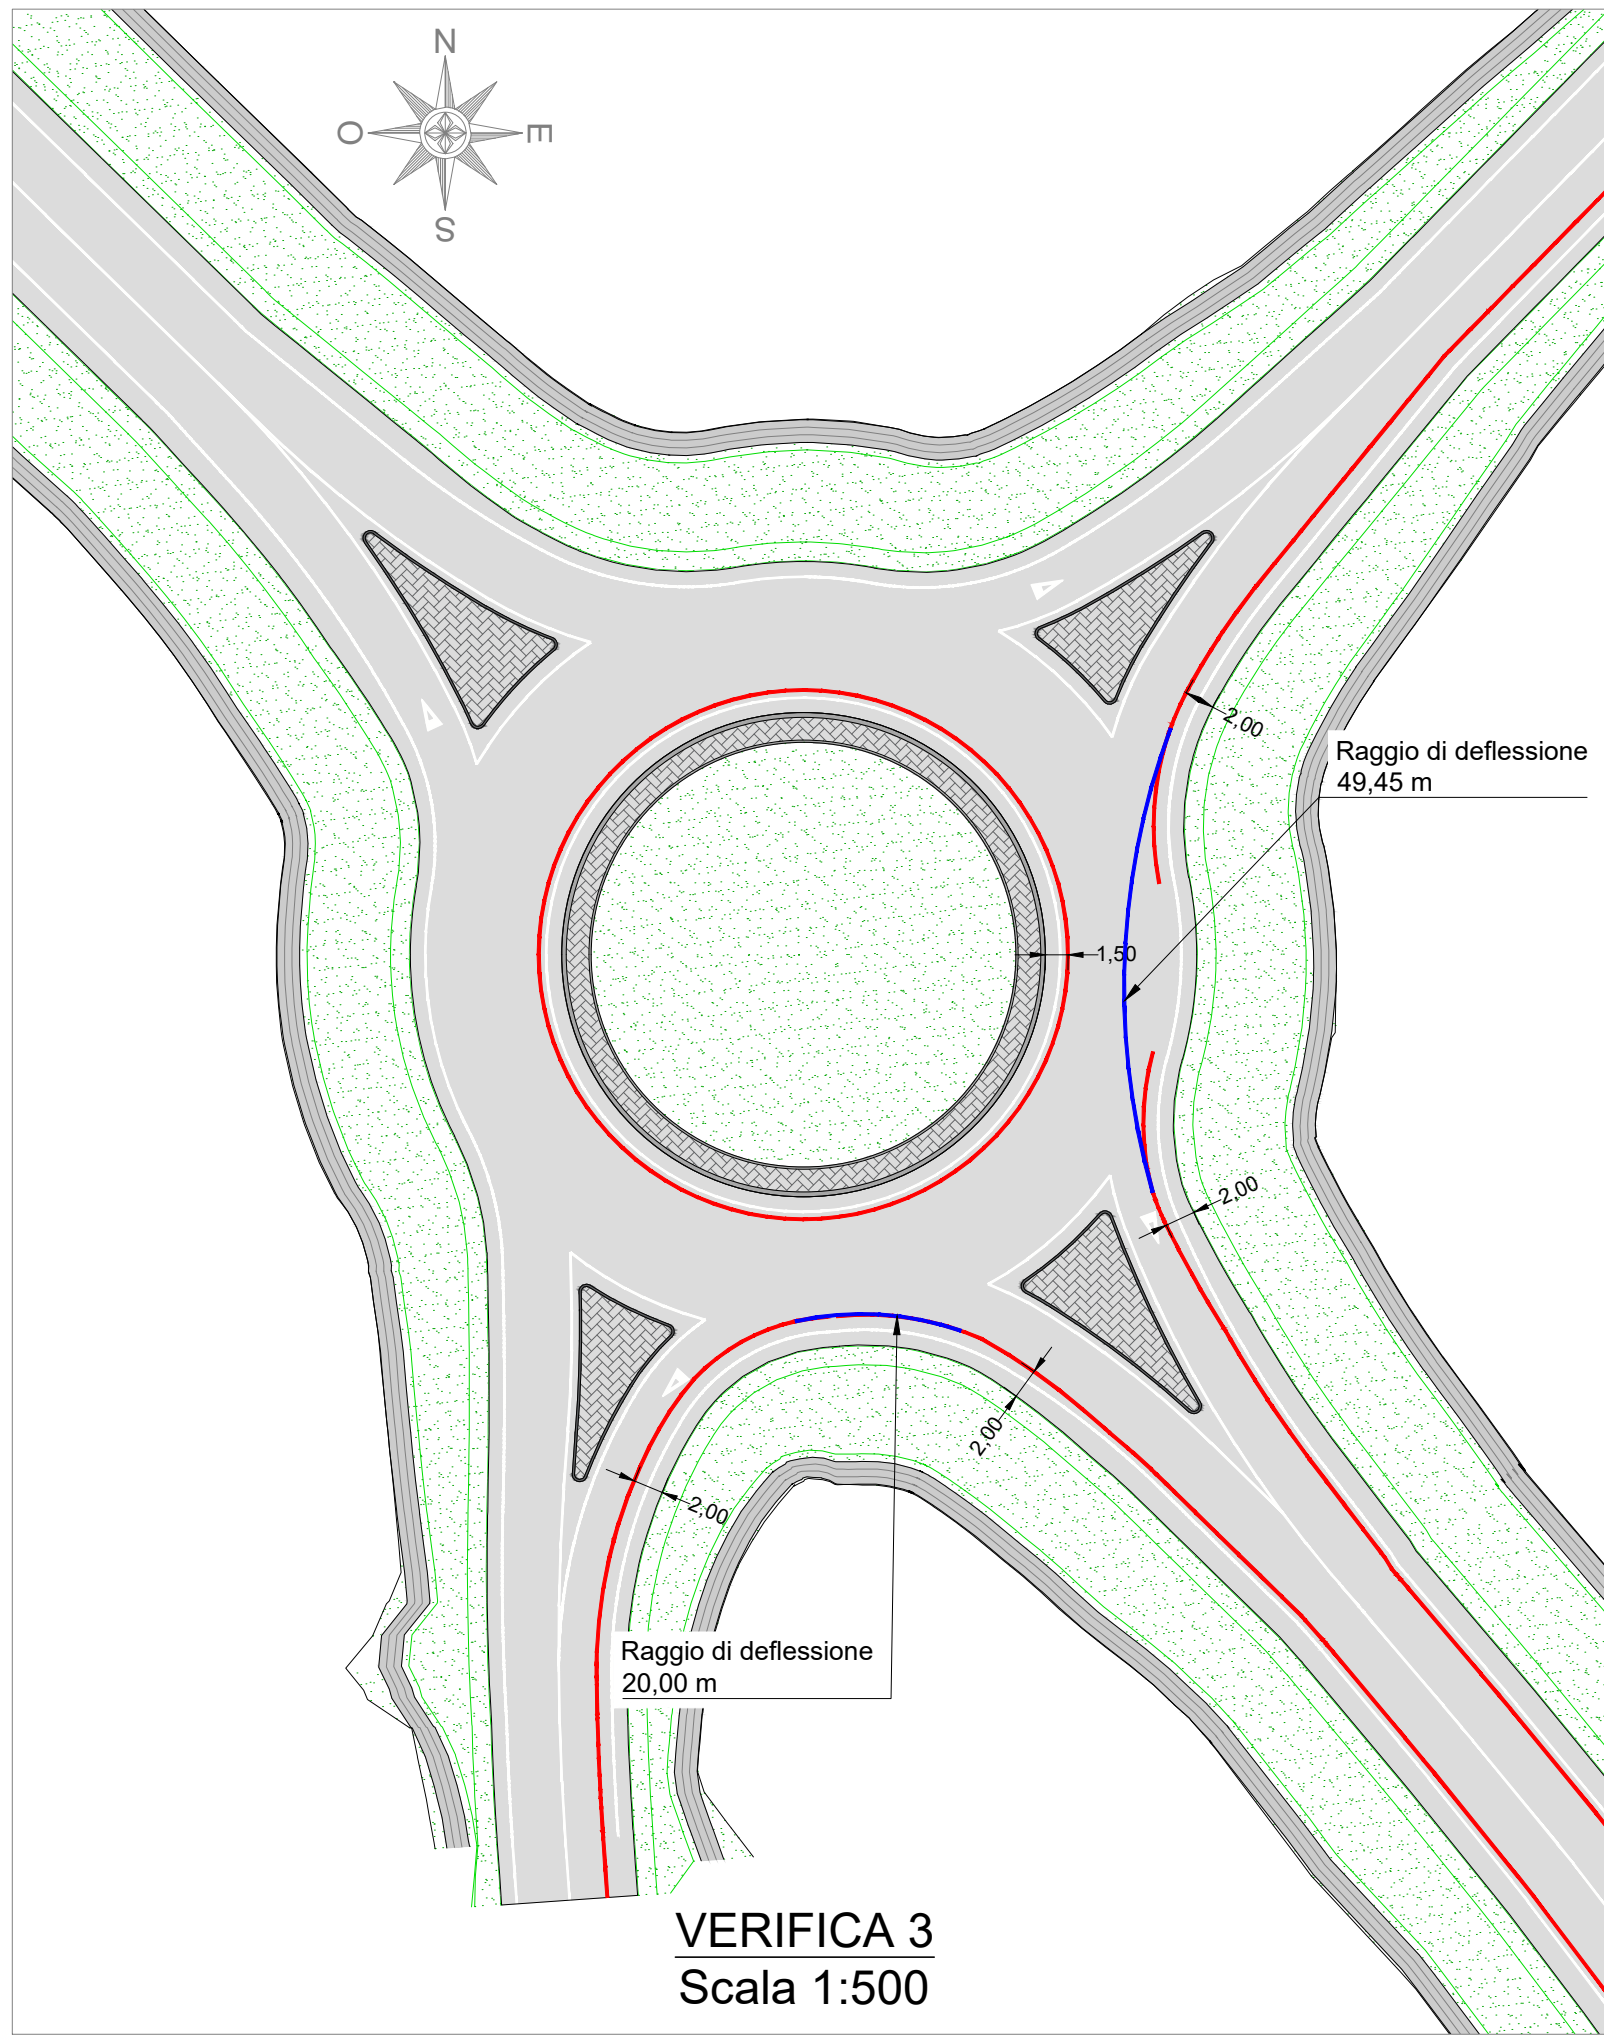 N
O
E
S
2,00
Raggio di deflessione
49,45 m
1,50
2,00
2,00
2,00
Raggio di deflessione
20,00 m
VERIFICA 3
Scala 1:500